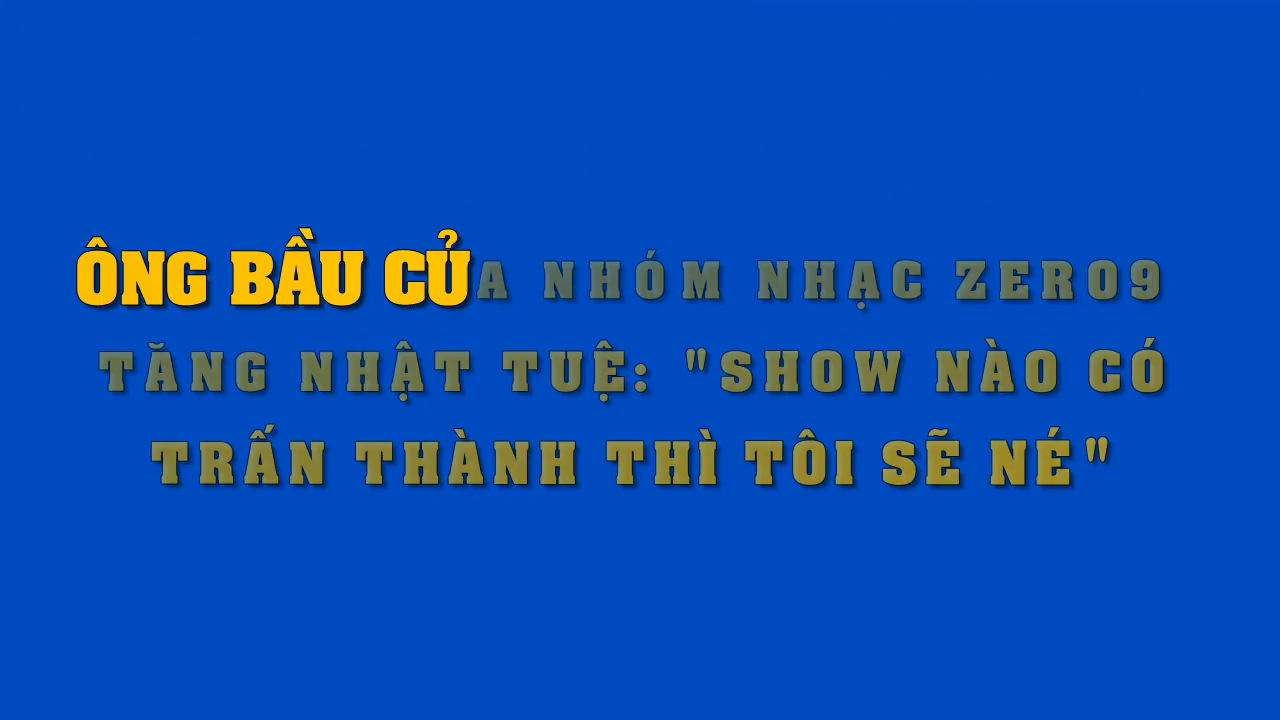 ÔNG BẦU CỦA NHÓM NHẠC ZERO9
TĂNG NHẬT TUỆ: "SHOW NÀO CÓ
TRẤN THÀNH THÌ TÔI SẼ NÉ"